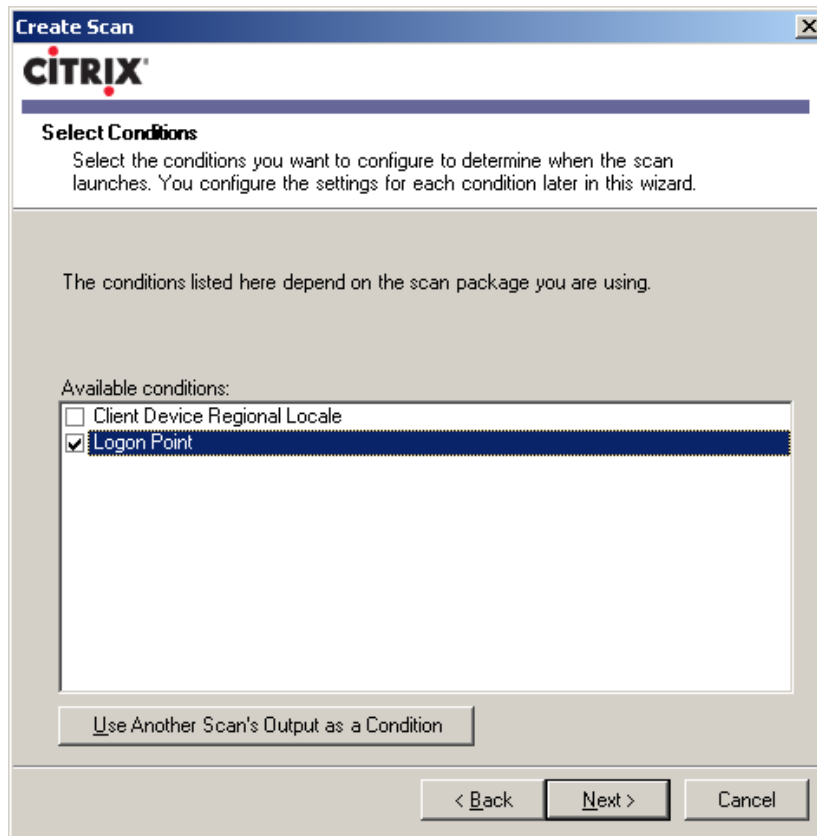 Create Scan
CİTRIX
Select Conditions
Select the conditions you want to configure to determine when the scan
launches. You configure the settings for each condition later in this wizard.
The conditions listed here depend on the scan package you are using.
Available conditions:
Client Device Regional Locale
Logon Point
Use Another Scan's Output as a Condition
< Back Next > Cancel